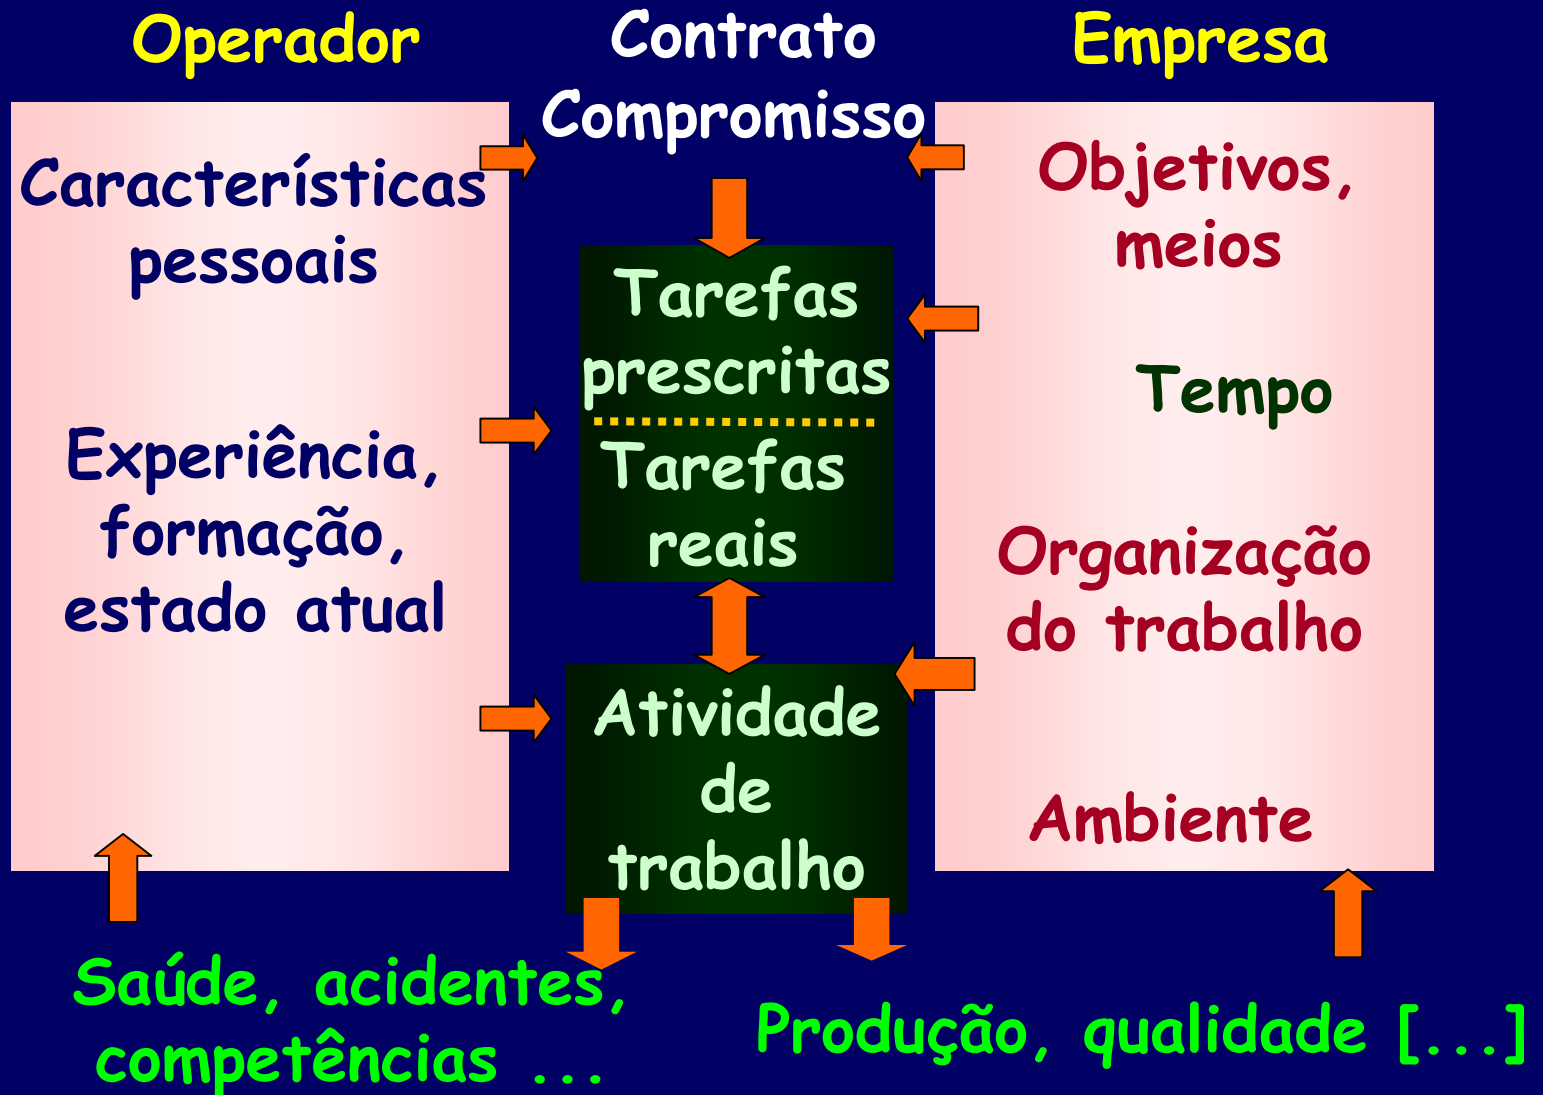 Operador
Características
pessoais
Experiência,
formação,
estado atual
Saúde, acidentes,
competências ...
Contrato
Compromisso
Tarefas
prescritas
Tarefas
reais
Atividade
de
trabalho
Empresa
Objetivos,
meios
Tempo
Organização
do trabalho
Ambiente
Produção, qualidade [...]